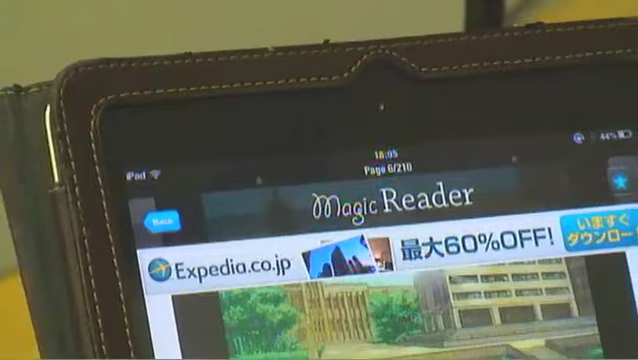 18:05
iPad
44%
Page 6/210
Back
Magic Reader
Expedia.co.jp
最大60%OFF!
いますぐ
ダウンロー